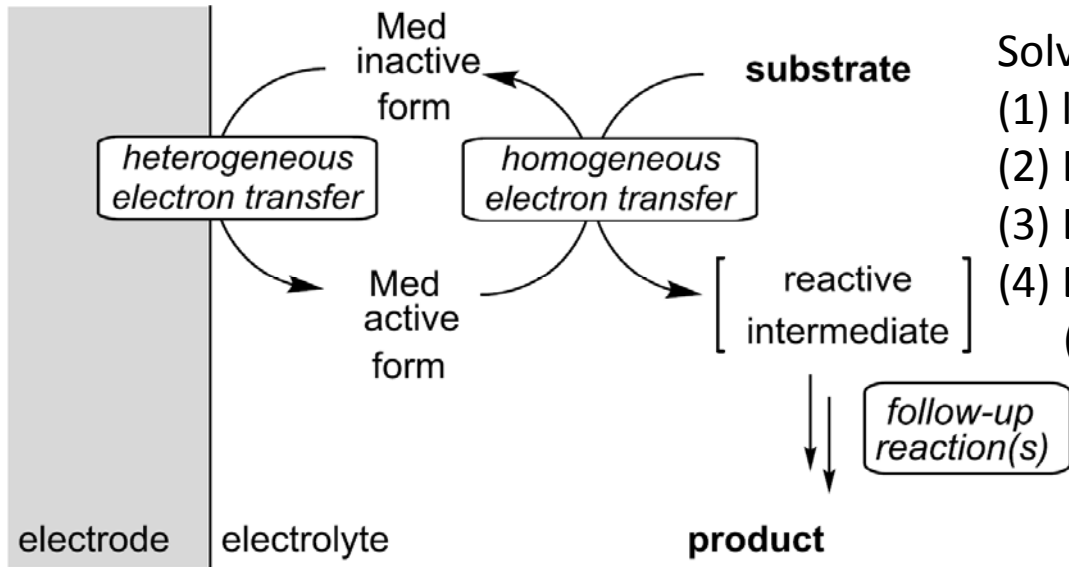 Med
inactive
form
substrate
heterogeneous
electron transfer
homogeneous
electron transfer
Med
active
form
reactive
intermediate
follow-up
reaction(s)
electrode
electrolyte
product
(1)
(2)
(3)
(4)
(